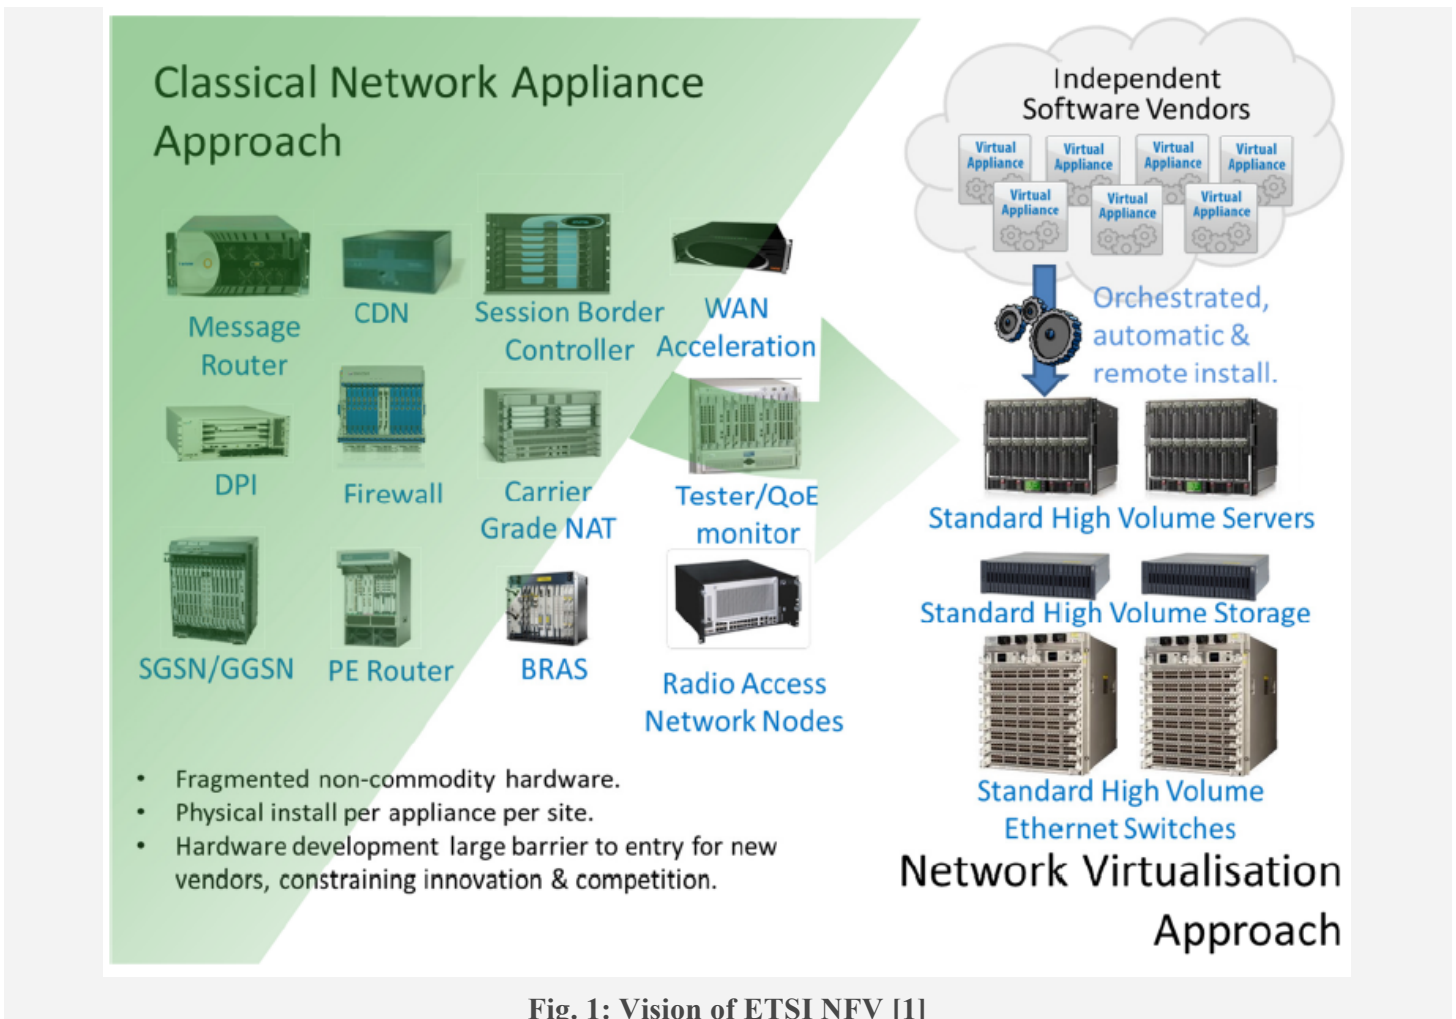 Classical Network Appliance
Approach
Message
Router
CDN
Session Border
Controller
WAN
Acceleration
DPI
Firewall
Carrier
Grade NAT
Tester/QoE
monitor
SGSN/GGSN
PE Router
BRAS
Radio Access
Network Nodes
• Fragmented non-commodity hardware.
• Physical install per appliance per site.
• Hardware development large barrier to entry for new
vendors, constraining innovation & competition.
Independent
Software Vendors
Virtual
Appliance
Virtual
Appliance
Virtual
Appliance
Virtual
Appliance
Virtual
Appliance
Virtual
Appliance
Virtual
Appliance
Orchestrated,
automatic &
remote install.
Standard High Volume Servers
Standard High Volume Storage
Standard High Volume
Ethernet Switches
Network Virtualisation
Approach
Fig. 1: Vision of ETSI NFV [1]